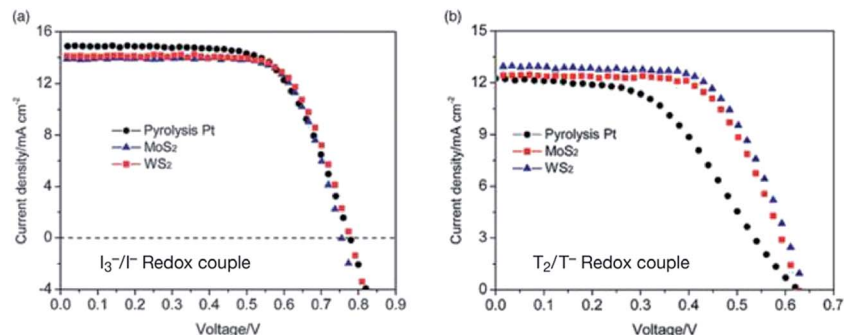 (a)
16
12
8
4
0
-4
Current density/mA cm⁻²
Pyrolysis Pt
MoS₂
WS₂
I₃⁻/I⁻ Redox couple
0.0 0.1 0.2 0.3 0.4 0.5 0.6 0.7 0.8 0.9
Voltage/V
(b)
15
12
9
6
3
0
Current density/mA cm⁻²
Pyrolysis Pt
MoS₂
WS₂
T₂/T⁻ Redox couple
0.0 0.1 0.2 0.3 0.4 0.5 0.6 0.7
Voltage/V